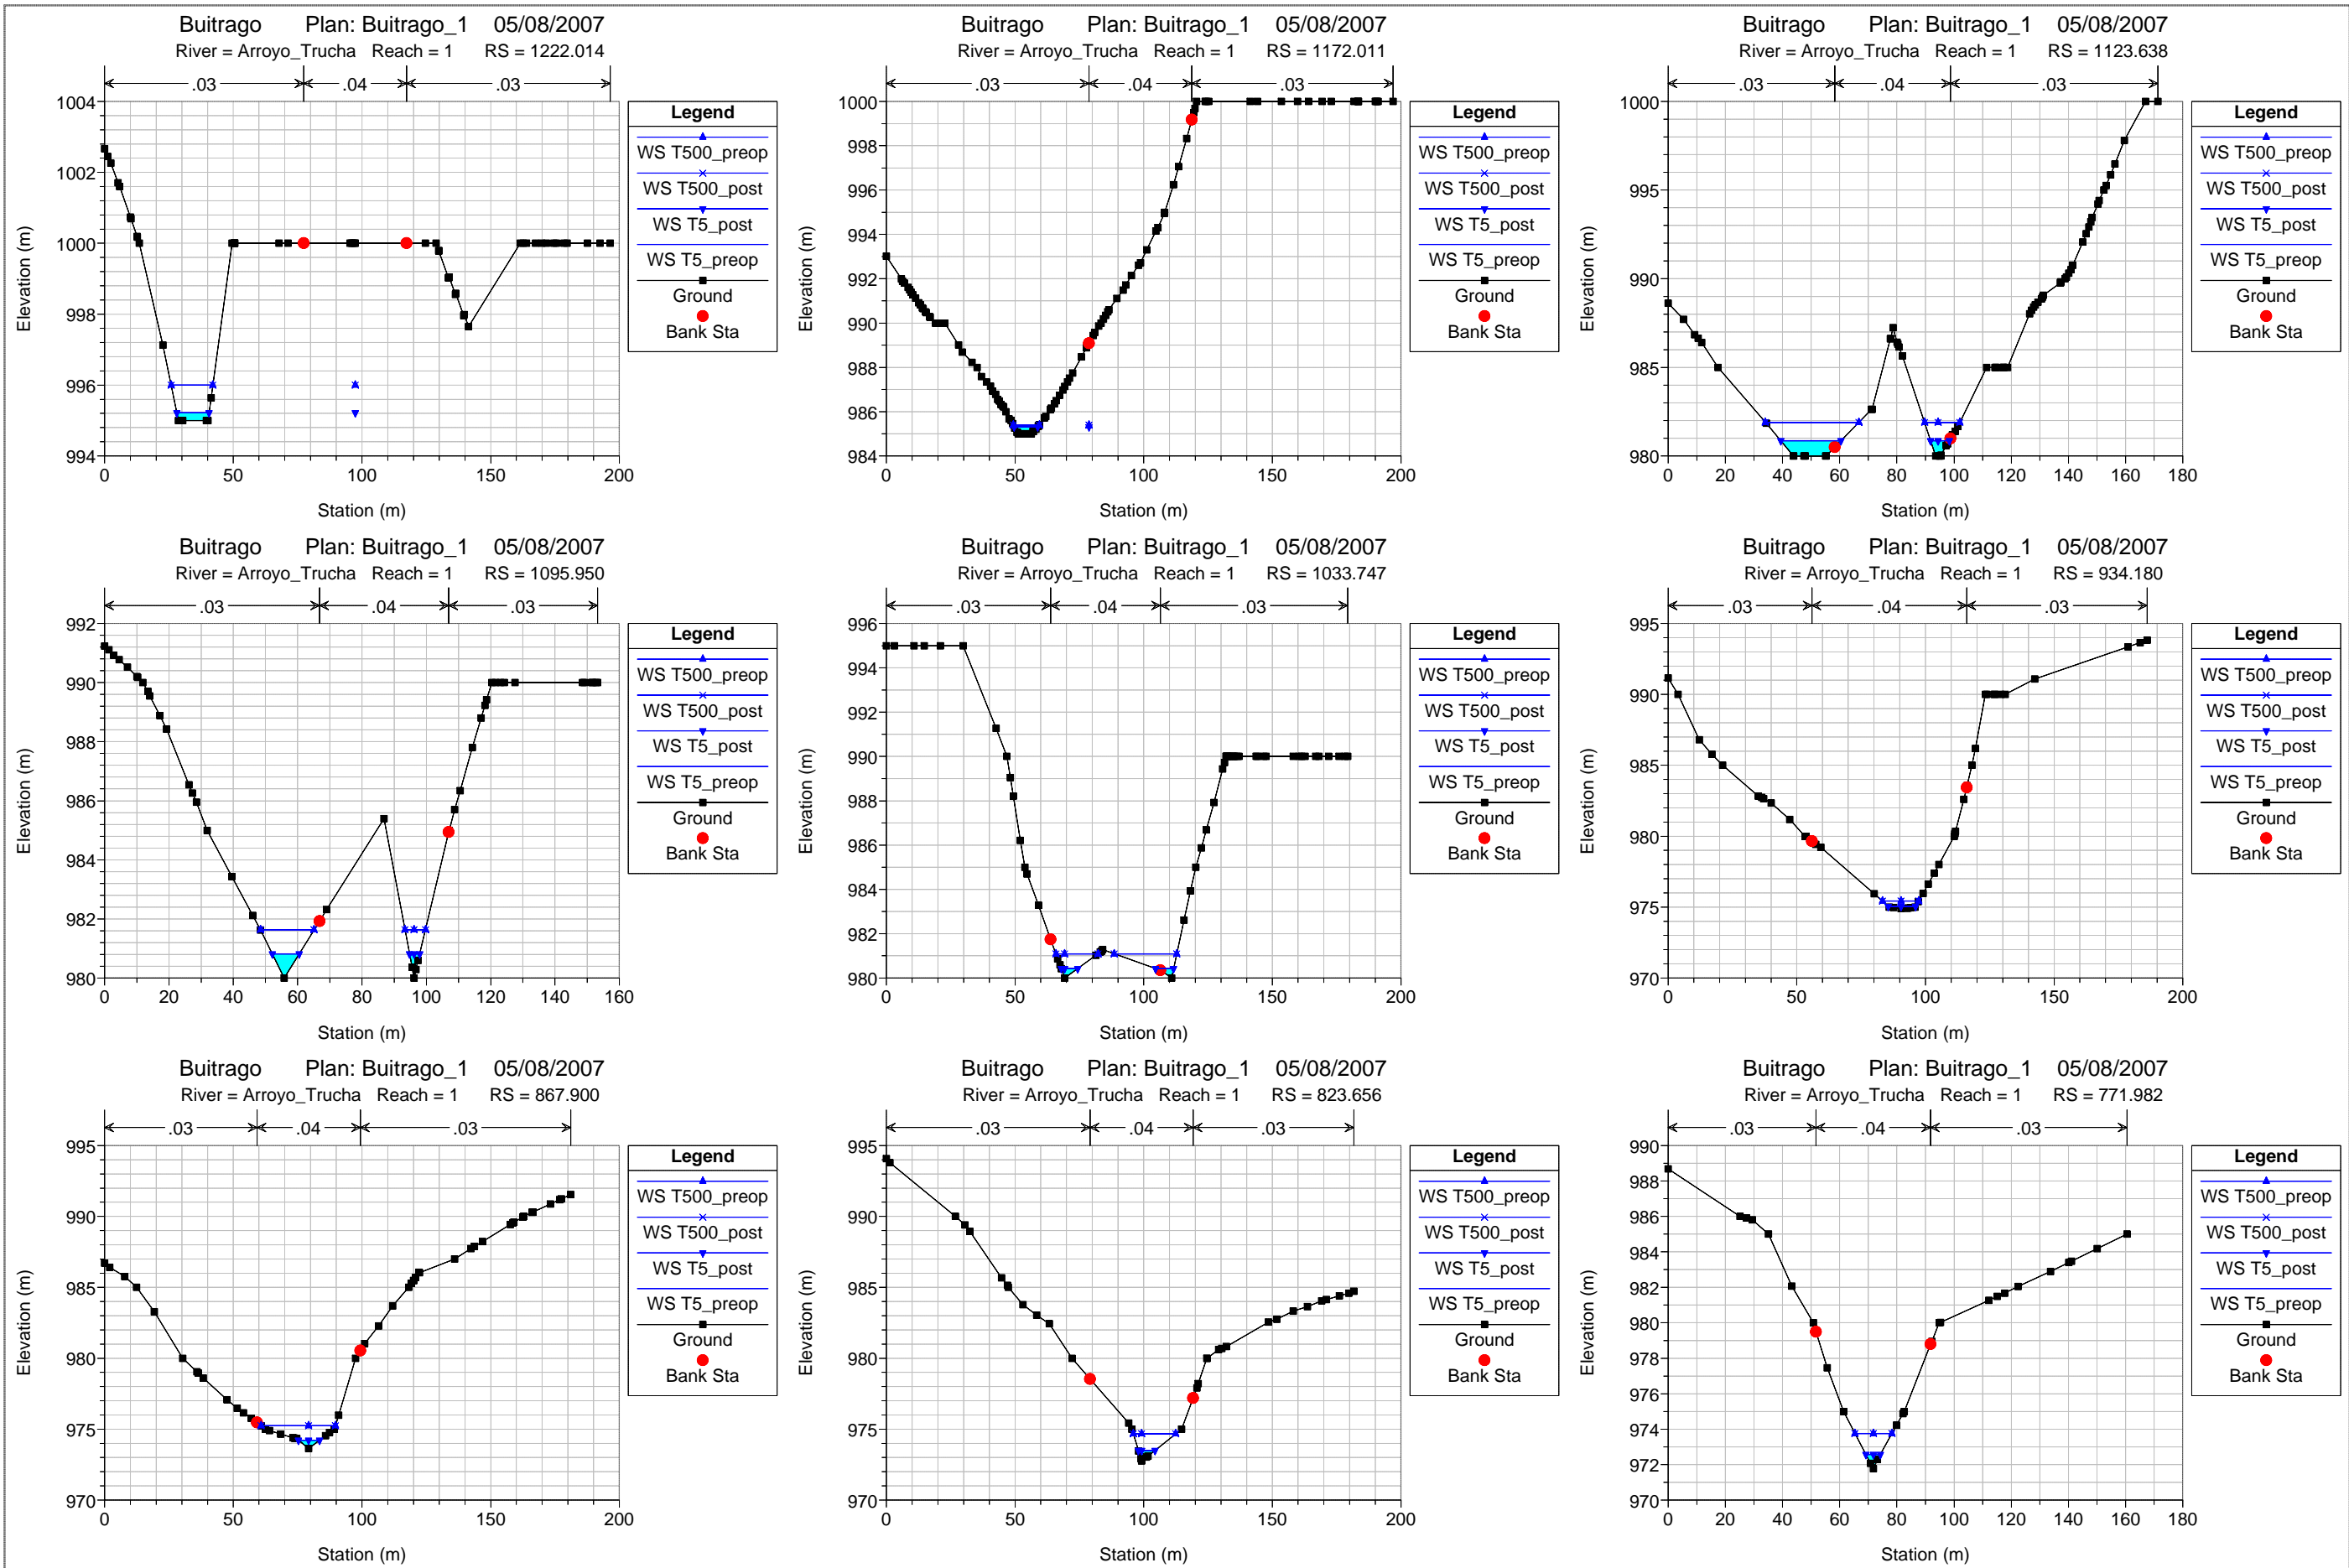 Buitrago Plan: Buitrago_1 05/08/2007
River = Arroyo_Trucha Reach = 1 RS = 1222.014
.03 .04 .03
1004
1002
1000
998
996
994
Elevation (m)
0 50 100 150 200
Station (m)
Legend
WS T500_preop
WS T500_post
WS T5_post
WS T5_preop
Ground
Bank Sta
Buitrago Plan: Buitrago_1 05/08/2007
River = Arroyo_Trucha Reach = 1 RS = 1172.011
.03 .04 .03
1000
998
996
994
992
990
988
986
984
Elevation (m)
0 50 100 150 200
Station (m)
Legend
WS T500_preop
WS T500_post
WS T5_post
WS T5_preop
Ground
Bank Sta
Buitrago Plan: Buitrago_1 05/08/2007
River = Arroyo_Trucha Reach = 1 RS = 1123.638
.03 .04 .03
1000
995
990
985
980
Elevation (m)
0 20 40 60 80 100 120 140 160 180
Station (m)
Legend
WS T500_preop
WS T500_post
WS T5_post
WS T5_preop
Ground
Bank Sta
Buitrago Plan: Buitrago_1 05/08/2007
River = Arroyo_Trucha Reach = 1 RS = 1095.950
.03 .04 .03
992
990
988
986
984
982
980
Elevation (m)
0 20 40 60 80 100 120 140 160
Station (m)
Legend
WS T500_preop
WS T500_post
WS T5_post
WS T5_preop
Ground
Bank Sta
Buitrago Plan: Buitrago_1 05/08/2007
River = Arroyo_Trucha Reach = 1 RS = 1033.747
.03 .04 .03
996
994
992
990
988
986
984
982
980
Elevation (m)
0 50 100 150 200
Station (m)
Legend
WS T500_preop
WS T500_post
WS T5_post
WS T5_preop
Ground
Bank Sta
Buitrago Plan: Buitrago_1 05/08/2007
River = Arroyo_Trucha Reach = 1 RS = 934.180
.03 .04 .03
995
990
985
980
975
970
Elevation (m)
0 50 100 150 200
Station (m)
Legend
WS T500_preop
WS T500_post
WS T5_post
WS T5_preop
Ground
Bank Sta
Buitrago Plan: Buitrago_1 05/08/2007
River = Arroyo_Trucha Reach = 1 RS = 867.900
.03 .04 .03
995
990
985
980
975
970
Elevation (m)
0 50 100 150 200
Station (m)
Legend
WS T500_preop
WS T500_post
WS T5_post
WS T5_preop
Ground
Bank Sta
Buitrago Plan: Buitrago_1 05/08/2007
River = Arroyo_Trucha Reach = 1 RS = 823.656
.03 .04 .03
995
990
985
980
975
970
Elevation (m)
0 50 100 150 200
Station (m)
Legend
WS T500_preop
WS T500_post
WS T5_post
WS T5_preop
Ground
Bank Sta
Buitrago Plan: Buitrago_1 05/08/2007
River = Arroyo_Trucha Reach = 1 RS = 771.982
.03 .04 .03
990
988
986
984
982
980
978
976
974
972
970
Elevation (m)
0 20 40 60 80 100 120 140 160 180
Station (m)
Legend
WS T500_preop
WS T500_post
WS T5_post
WS T5_preop
Ground
Bank Sta